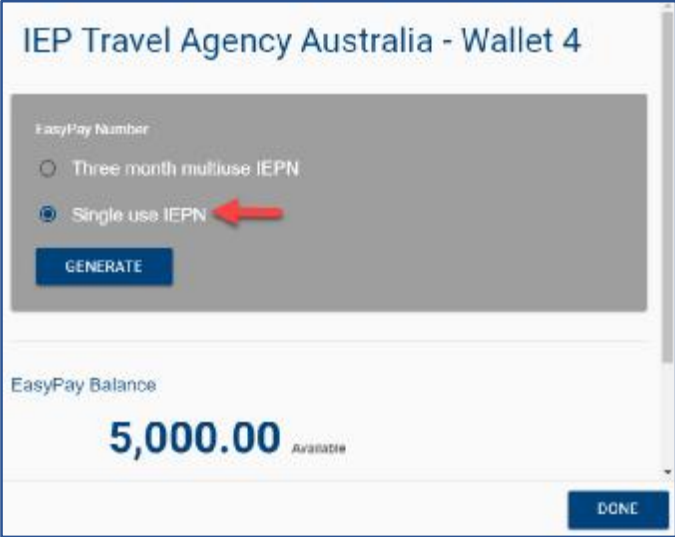 IEP Travel Agency Australia - Wallet 4
EasyPay Number
Three month multiuse IEPN
Single use IEPN
GENERATE
EasyPay Balance
5,000.00 Available
DONE